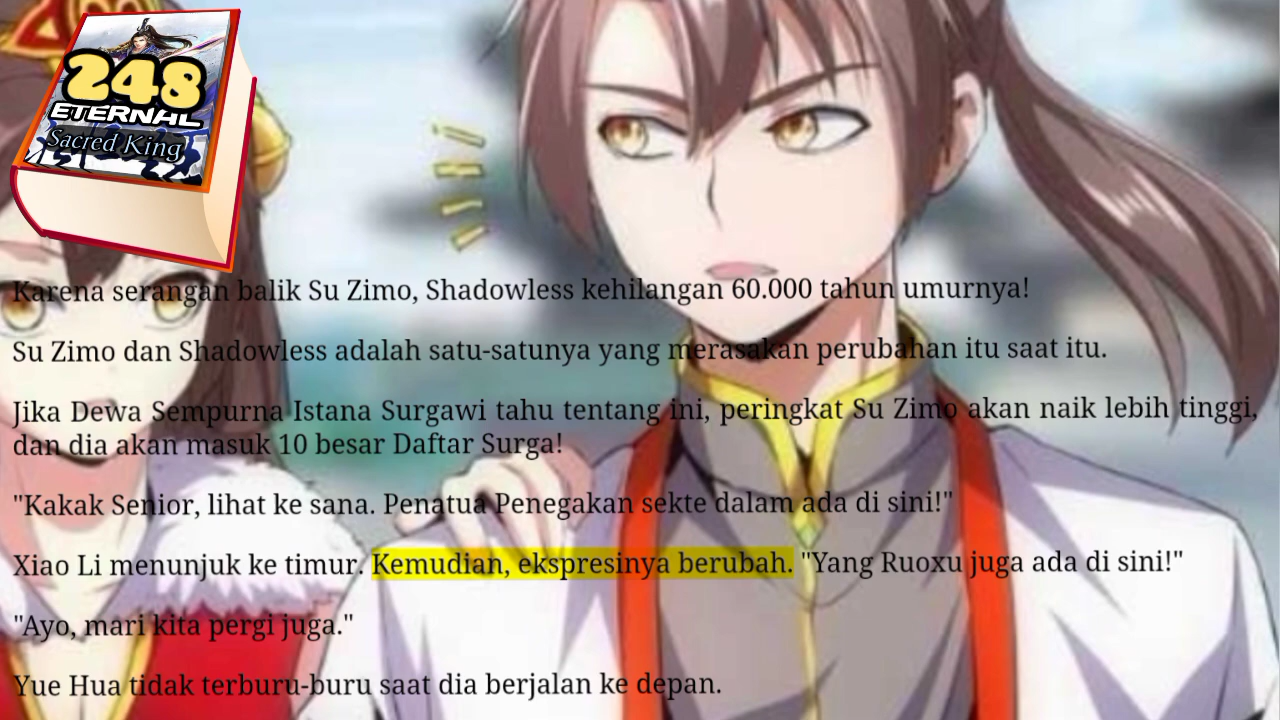 248
ETERNAL
Sacred King
Karena serangan balik Su Zimo, Shadowless kehilangan 60.000 tahun umurnya!
Su Zimo dan Shadowless adalah satu-satunya yang merasakan perubahan itu saat itu.
Jika Dewa Sempurna Istana Surgawi tahu tentang ini, peringkat Su Zimo akan naik lebih tinggi,
dan dia akan masuk 10 besar Daftar Surga!
"Kakak Senior, lihat ke sana. Penatua Penegakan sekte dalam ada di sini!"
Xiao Li menunjuk ke timur. Kemudian, ekspresinya berubah. "Yang Ruoxu juga ada di sini!"
"Ayo, mari kita pergi juga."
Yue Hua tidak terburu-buru saat dia berjalan ke depan.